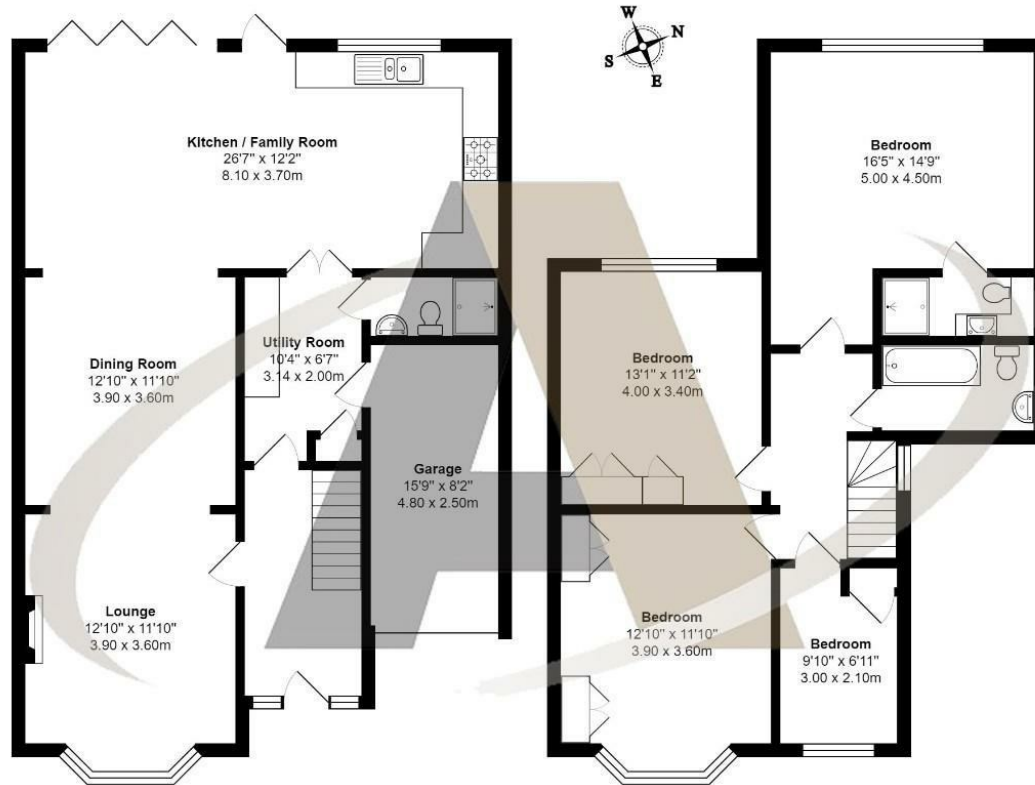 W
N
S
E
Kitchen / Family Room
26'7" x 12'2"
8.10 x 3.70m
Bedroom
16'5" x 14'9"
5.00 x 4.50m
Utility Room
10'4" x 6'7"
3.14 x 2.00m
Dining Room
12'10" x 11'10"
3.90 x 3.60m
Bedroom
13'1" x 11'2"
4.00 x 3.40m
Garage
15'9" x 8'2"
4.80 x 2.50m
Lounge
12'10" x 11'10"
3.90 x 3.60m
Bedroom
12'10" x 11'10"
3.90 x 3.60m
Bedroom
9'10" x 6'11"
3.00 x 2.10m
A